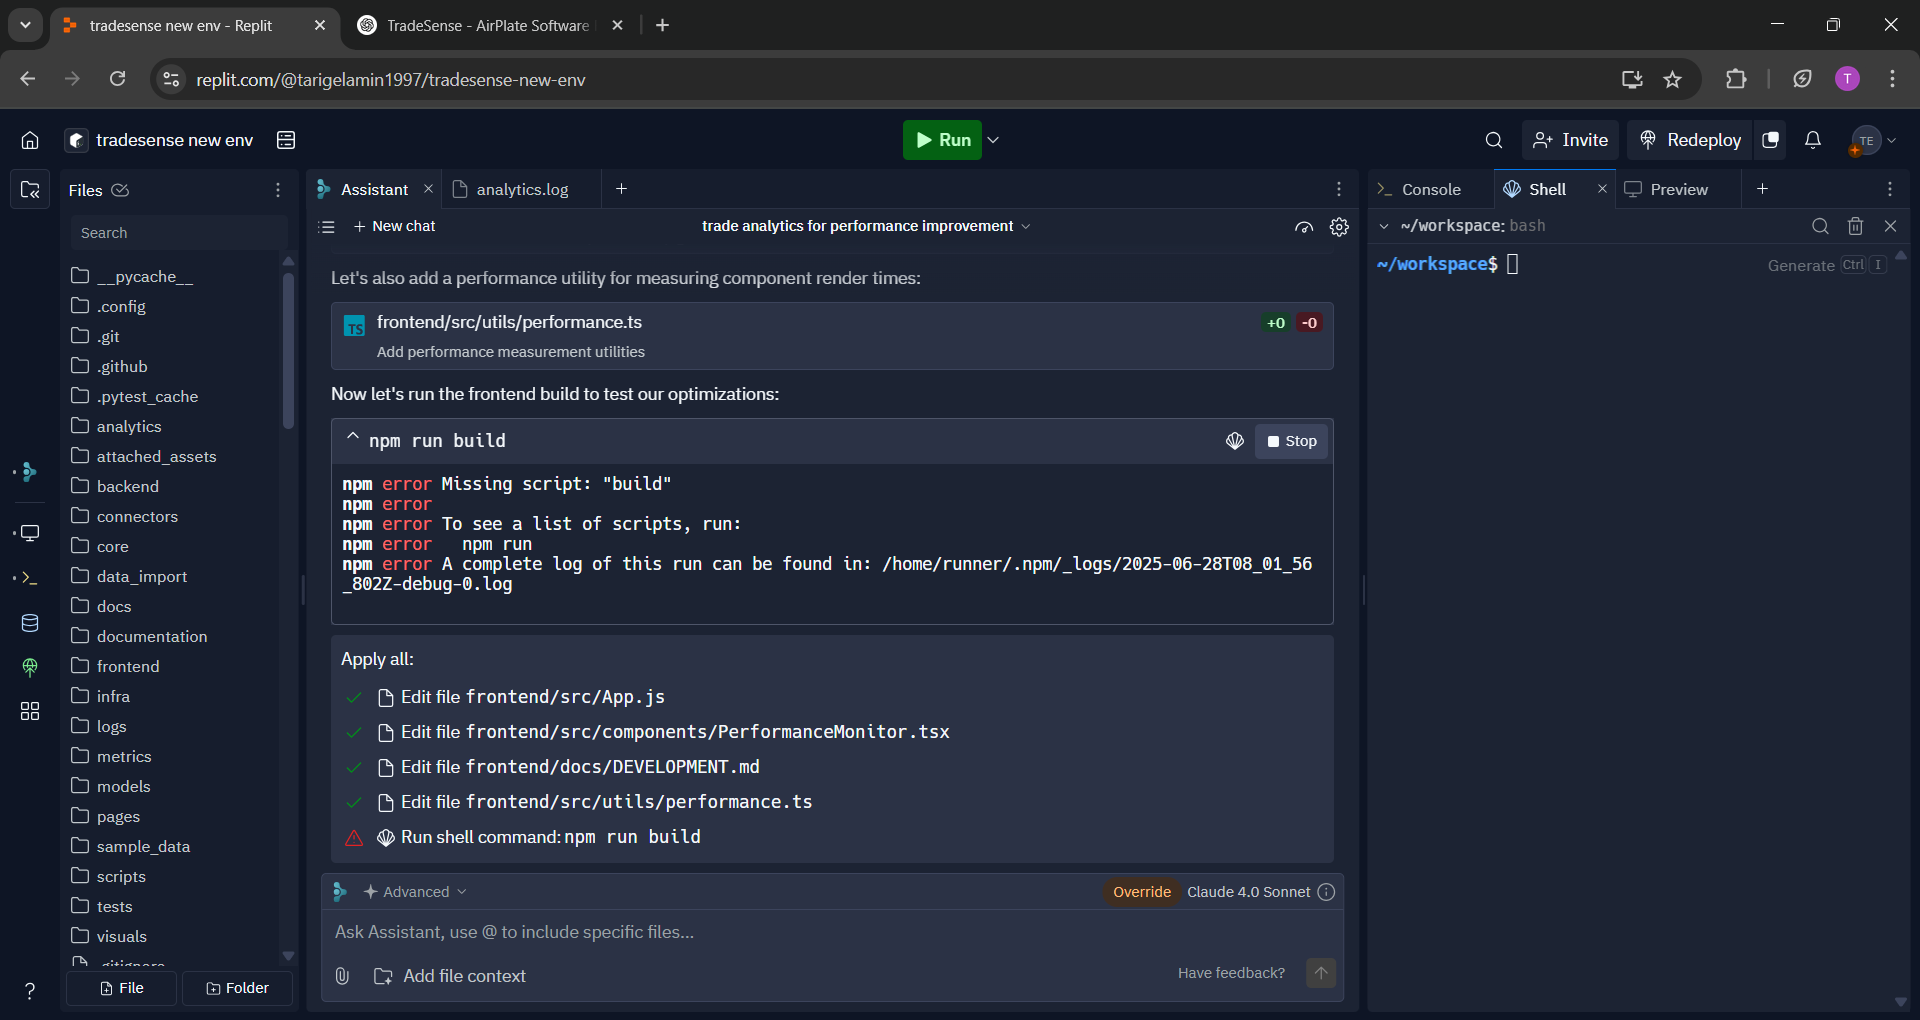 tradesense new env - Replit
TradeSense - AirPlate Software
replit.com/@tarigelamin1997/tradesense-new-env
T
tradesense new env
Run
Invite
Redeploy
TE
Files
Assistant
analytics.log
Console
Shell
Preview
Search
New chat
trade analytics for performance improvement
~/workspace: bash
~/workspace$
Generate Ctrl I
__pycache__
.config
.git
.github
.pytest_cache
analytics
attached_assets
backend
connectors
core
data_import
docs
documentation
frontend
infra
logs
metrics
models
pages
sample_data
scripts
tests
visuals
.gitignore
File
Folder
Let's also add a performance utility for measuring component render times:
TS
frontend/src/utils/performance.ts
+0 -0
Add performance measurement utilities
Now let's run the frontend build to test our optimizations:
npm run build
Stop
npm error Missing script: "build"
npm error
npm error To see a list of scripts, run:
npm error   npm run
npm error A complete log of this run can be found in: /home/runner/.npm/_logs/2025-06-28T08_01_56
_802Z-debug-0.log
Apply all:
Edit file frontend/src/App.js
Edit file frontend/src/components/PerformanceMonitor.tsx
Edit file frontend/docs/DEVELOPMENT.md
Edit file frontend/src/utils/performance.ts
Run shell command: npm run build
Advanced
Override Claude 4.0 Sonnet
Ask Assistant, use @ to include specific files...
Add file context
Have feedback?
?